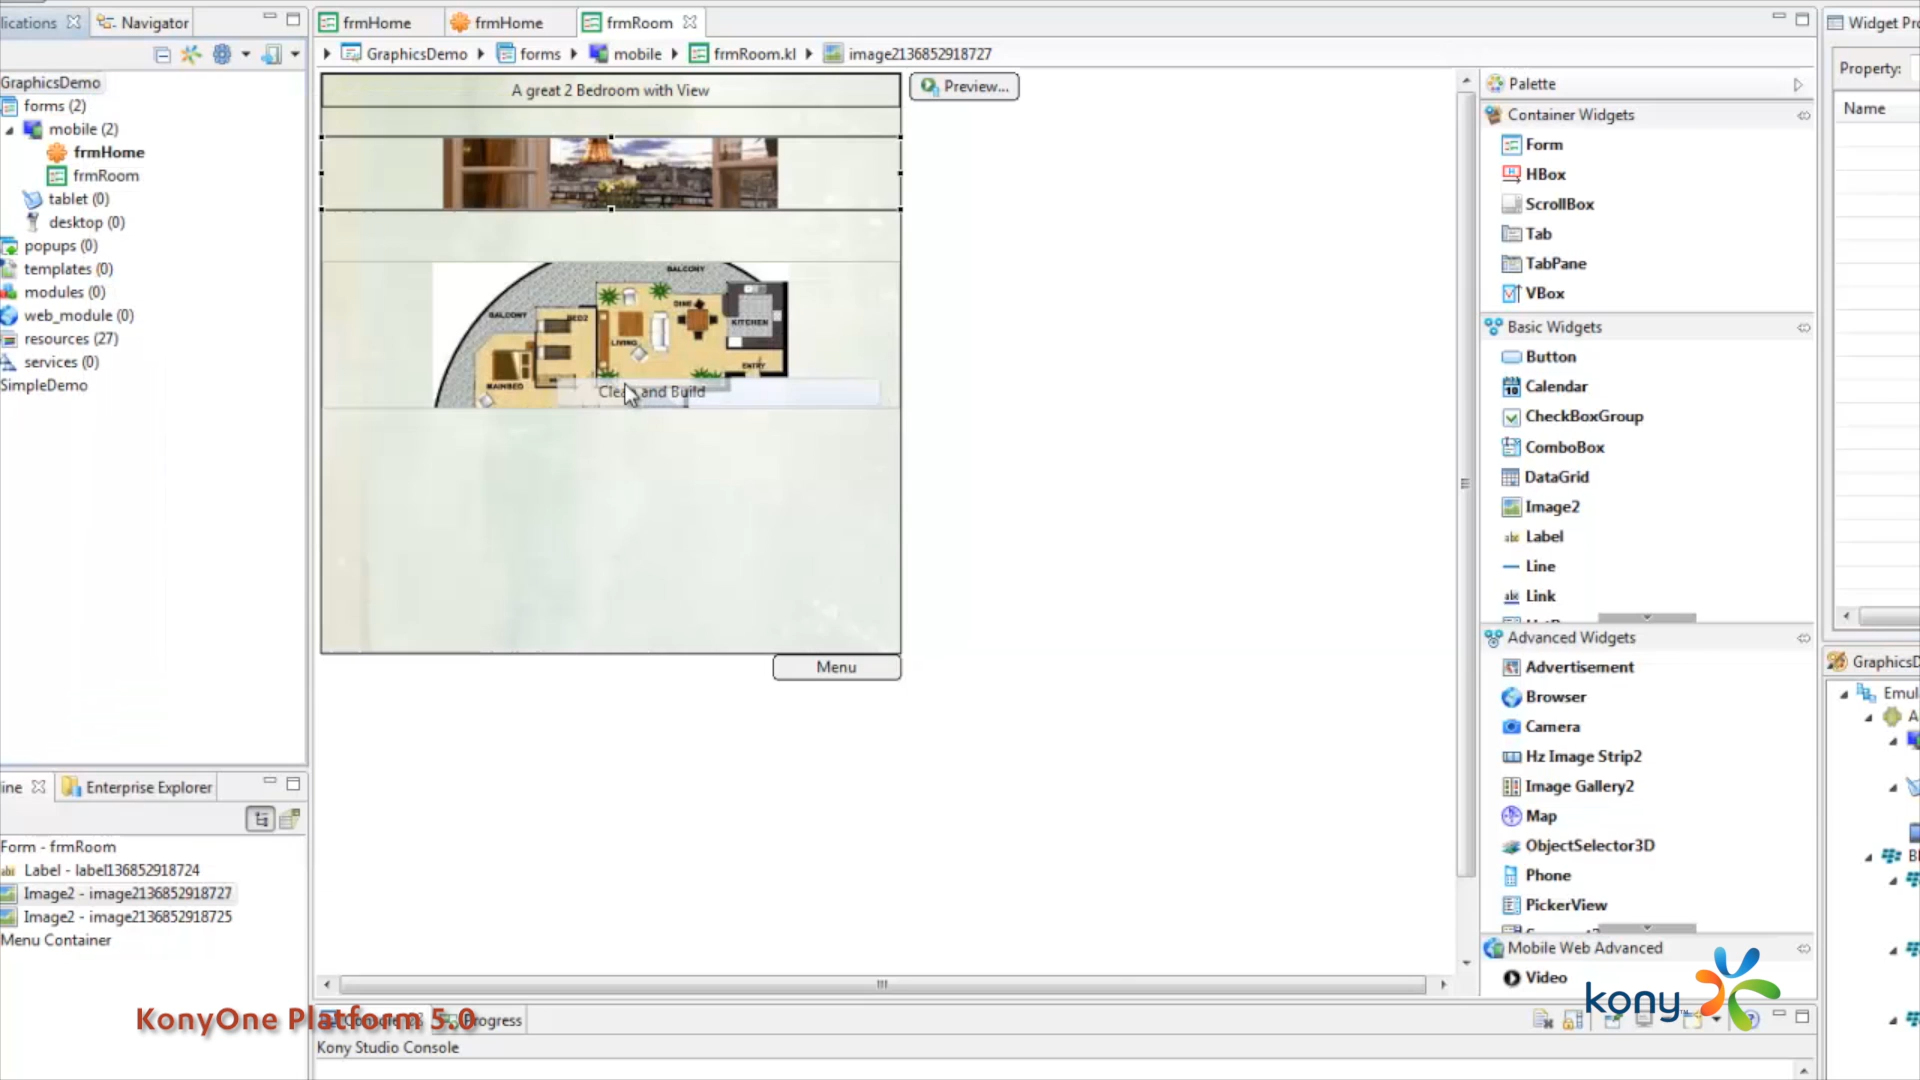 lications
Navigator
GraphicsDemo
forms (2)
mobile (2)
frmHome
frmRoom
tablet (0)
desktop (0)
popups (0)
templates (0)
modules (0)
web_module (0)
resources (27)
services (0)
SimpleDemo
ine
Enterprise Explorer
Form - frmRoom
Label - label136852918724
Image2 - image2136852918727
Image2 - image2136852918725
Menu Container
frmHome
frmHome
frmRoom
GraphicsDemo
forms
mobile
frmRoom.kl
image2136852918727
A great 2 Bedroom with View
Preview...
BALCONY
BALCONY
BED2
DINE
KITCHEN
LIVING
ENTRY
MAINBED
Clean and Build
Menu
Palette
Container Widgets
Form
HBox
ScrollBox
Tab
TabPane
VBox
Basic Widgets
Button
Calendar
CheckBoxGroup
ComboBox
DataGrid
Image2
Label
Line
Link
Advanced Widgets
Advertisement
Browser
Camera
Hz Image Strip2
Image Gallery2
Map
ObjectSelector3D
Phone
PickerView
Mobile Web Advanced
Video
Widget Pro
Property:
Name
GraphicsD
Emul
A
Bl
kony
KonyOne Platform 5.0
Console
Progress
Kony Studio Console